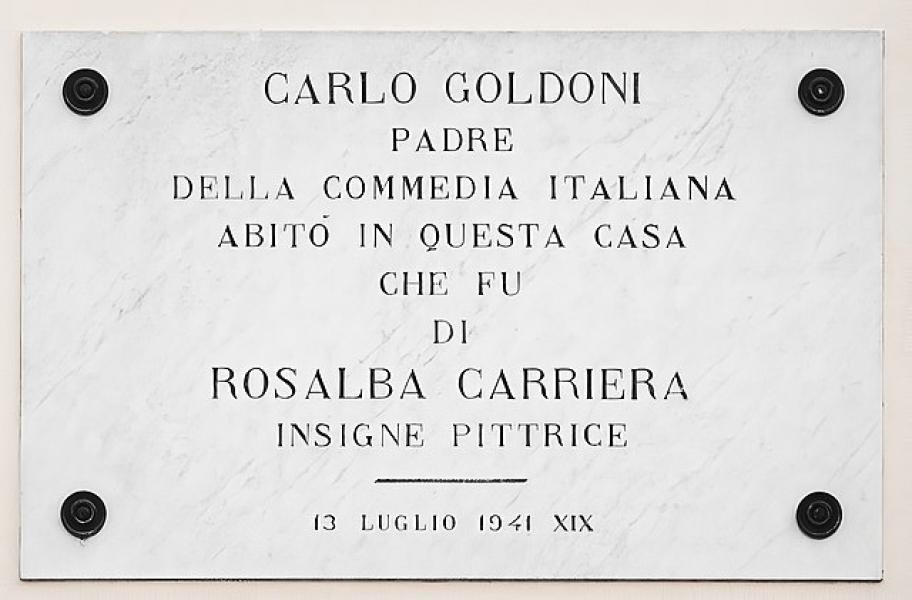 CARLO GOLDONI
PADRE
DELLA COMMEDIA ITALIANA
ABITÒ IN QUESTA CASA
CHE FU
DI
ROSALBA CARRIERA
INSIGNE PITTRICE
13 LUGLIO 1941 XIX